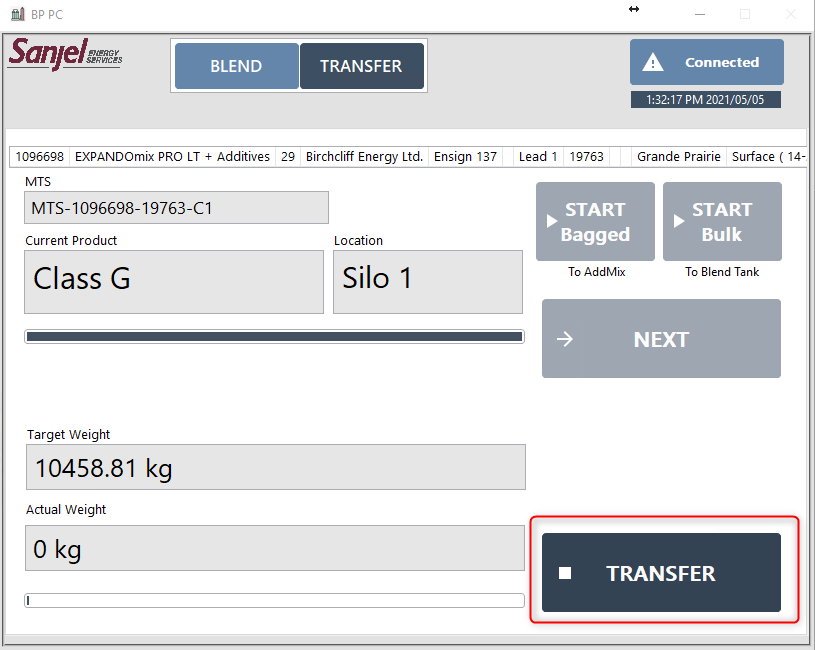 BP PC
Sanjel ENERGY SERVICES
BLEND TRANSFER
Connected
1:32:17 PM 2021/05/05
1096698 EXPANDOmix PRO LT + Additives 29 Birchcliff Energy Ltd. Ensign 137 Lead 1 19763 Grande Prairie Surface ( 14-
MTS
MTS-1096698-19763-C1
START Bagged
START Bulk
To AddMix
To Blend Tank
Current Product
Class G
Location
Silo 1
NEXT
Target Weight
10458.81 kg
Actual Weight
0 kg
TRANSFER